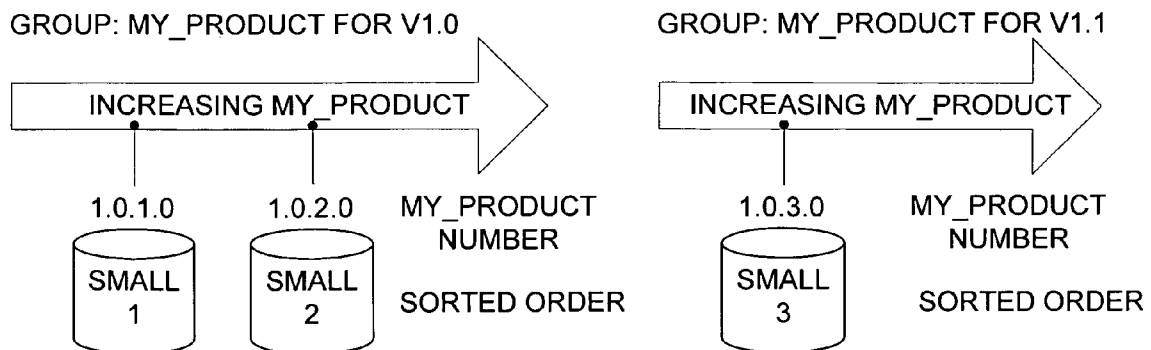 GROUP: MY_PRODUCT FOR V1.0
INCREASING MY_PRODUCT
1.0.1.0
1.0.2.0
MY_PRODUCT
NUMBER
SMALL
1
SMALL
2
SORTED ORDER
GROUP: MY_PRODUCT FOR V1.1
INCREASING MY_PRODUCT
1.0.3.0
MY_PRODUCT
NUMBER
SMALL
3
SORTED ORDER